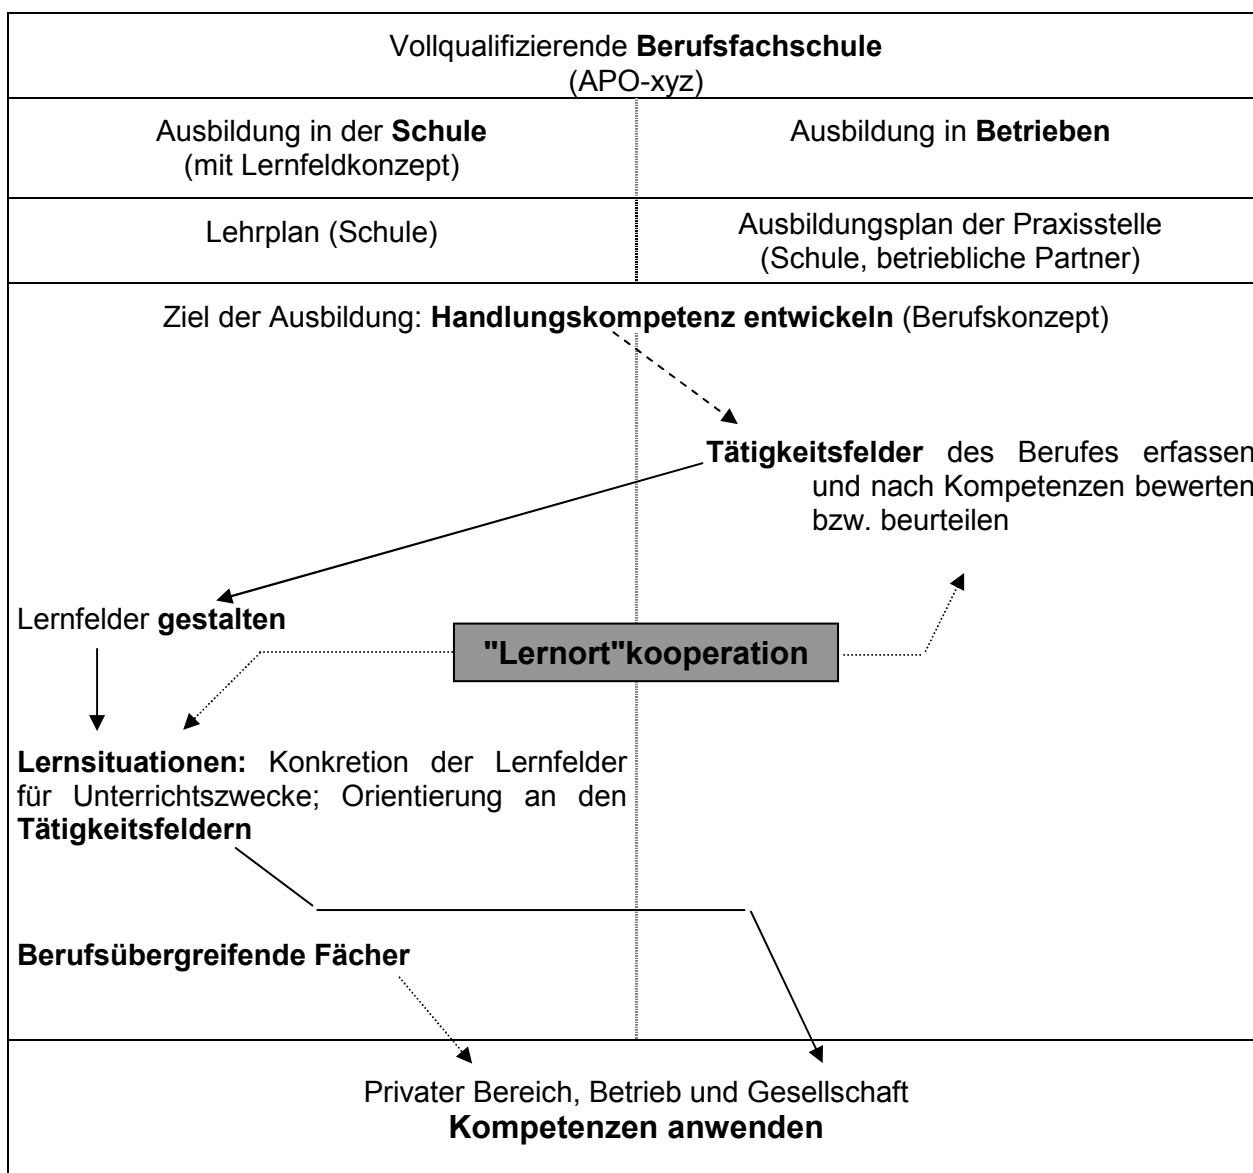 Vollqualifizierende Berufsfachschule
(APO-xyz)
Ausbildung in der Schule
(mit Lernfeldkonzept)
Ausbildung in Betrieben
Lehrplan (Schule)
Ausbildungsplan der Praxisstelle
(Schule, betriebliche Partner)
Ziel der Ausbildung: Handlungskompetenz entwickeln (Berufskonzept)
Tätigkeitsfelder des Berufes erfassen
und nach Kompetenzen bewerten
bzw. beurteilen
Lernfelder gestalten
"Lernort"kooperation
Lernsituationen: Konkretion der Lernfelder
für Unterrichtszwecke; Orientierung an den
Tätigkeitsfeldern
Berufsübergreifende Fächer
Privater Bereich, Betrieb und Gesellschaft
Kompetenzen anwenden